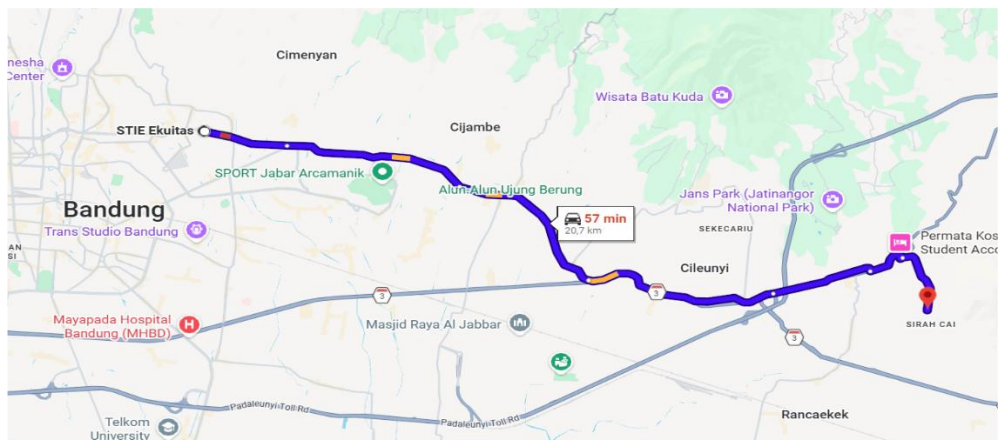 Cimenyan
nesha
Center
Wisata Batu Kuda
STIE Ekuitas
Cijambe
SPORT Jabar Arcamanik
Alun-Alun Ujung Berung
Jans Park (Jatinangor
National Park)
Bandung
57 min
20,7 km
Trans Studio Bandung
SEKECARIU
Permata Kos
Student Acco
AN
SI
Cileunyi
3
3
Mayapada Hospital
Bandung (MHBD)
Masjid Raya Al Jabbar
SIRAH CAI
3
Padaleunyi Toll Rd
Padaleunyi Toll Rd
Rancaekek
Telkom
University